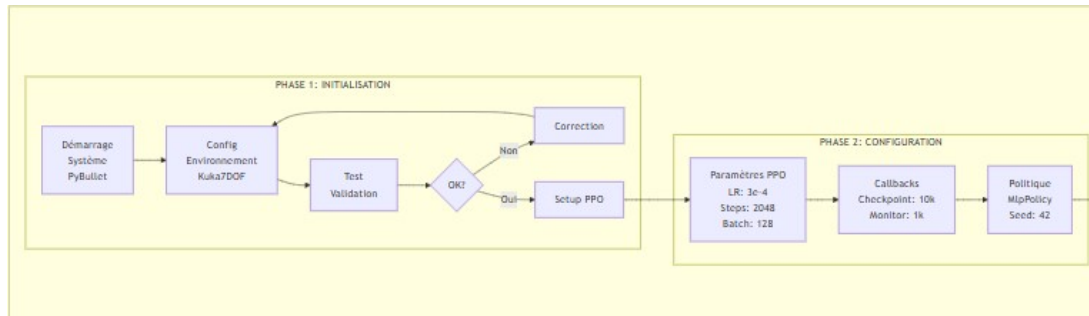 PHASE 1: INITIALISATION
Démarrage
Système
PyBullet
Config
Environnement
Kuka7DOF
Test
Validation
OK?
Non
Correction
Oui
Setup PPO
PHASE 2: CONFIGURATION
Paramètres PPO
LR: 3e-4
Steps: 2048
Batch: 128
Callbacks
Checkpoint: 10k
Monitor: 1k
Politique
MlpPolicy
Seed: 42